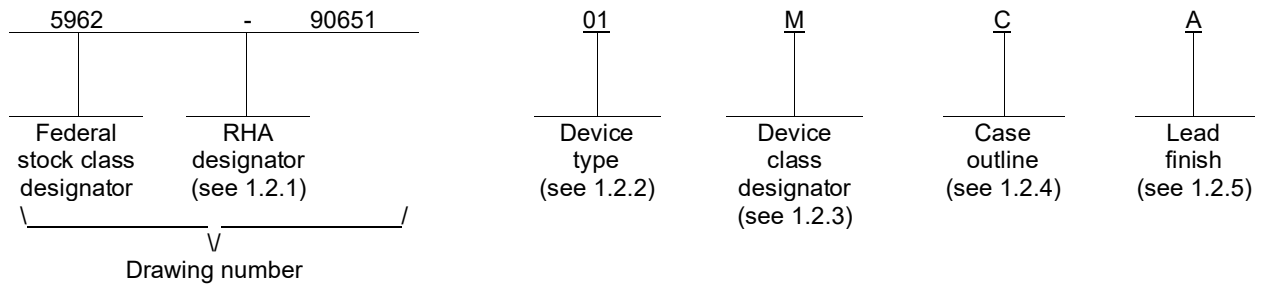 5962 - 90651 01 M C A
Federal stock class designator
RHA designator (see 1.2.1)
Device type (see 1.2.2)
Device class designator (see 1.2.3)
Case outline (see 1.2.4)
Lead finish (see 1.2.5)
\ /
\/
Drawing number